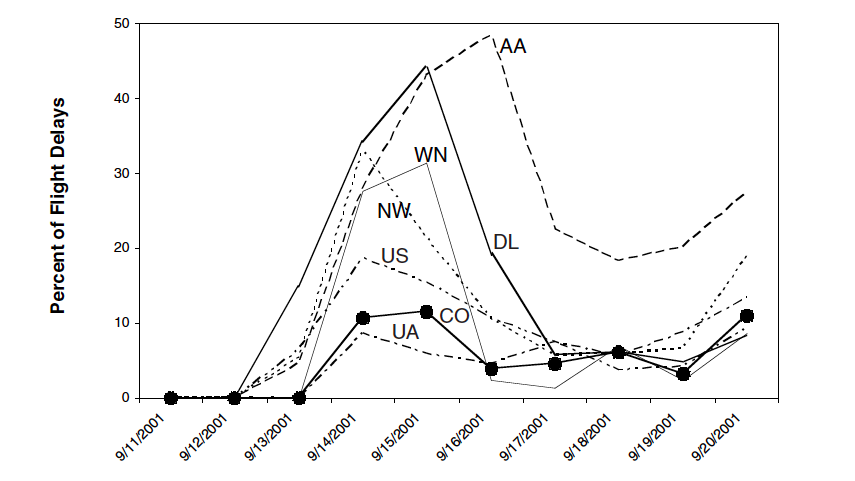 50
40
30
20
10
0
Percent of Flight Delays
AA
WN
NW
DL
US
CO
UA
9/11/2001
9/12/2001
9/13/2001
9/14/2001
9/15/2001
9/16/2001
9/17/2001
9/18/2001
9/19/2001
9/20/2001